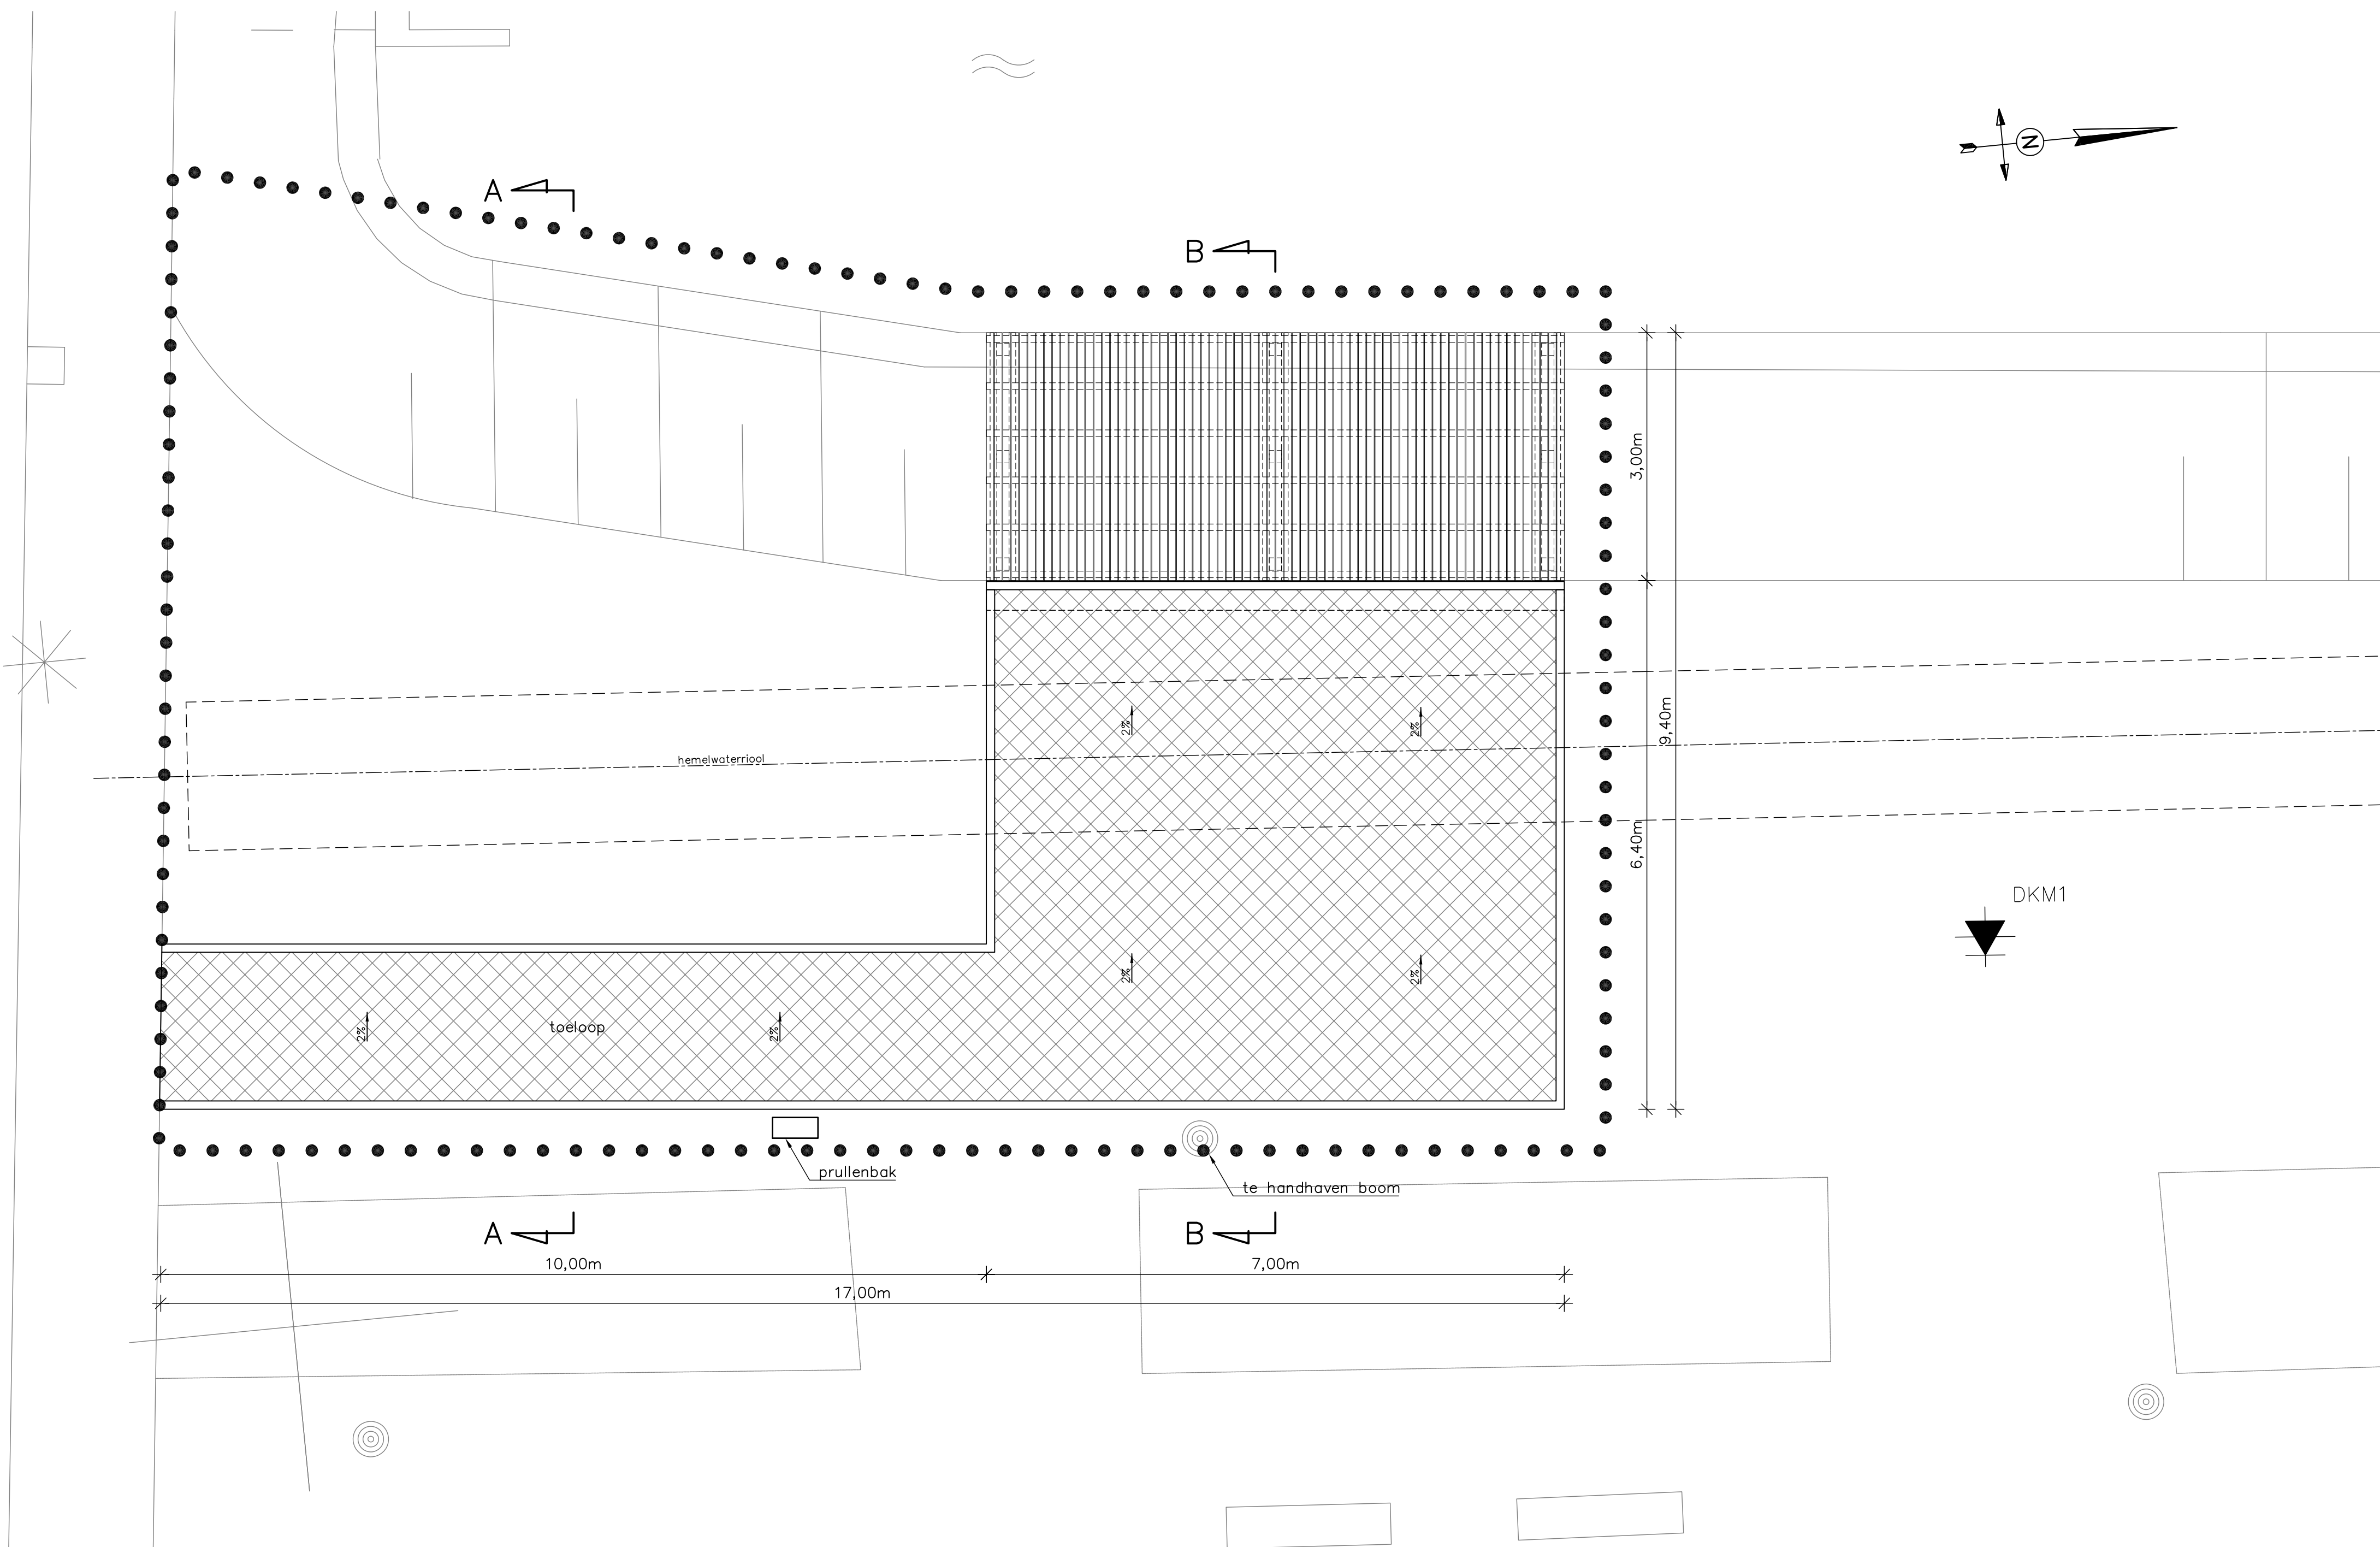 N
A
B
3,00m
9,40m
2%
2%
hemelwaterriool
6,40m
DKM1
2%
2%
2%
toeloop
2%
prullenbak
te handhaven boom
A
B
10,00m
7,00m
17,00m